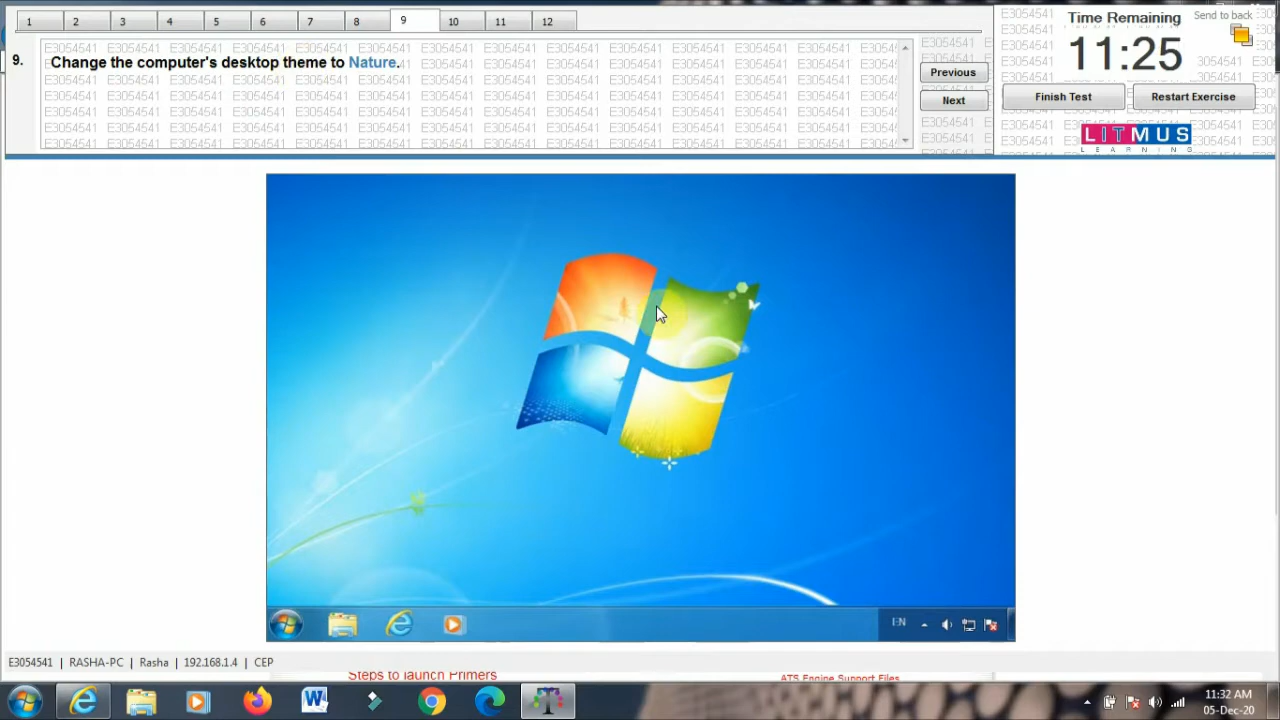 1 2 3 4 5 6 7 8 9 10 11 12
9. Change the computer's desktop theme to Nature.
Previous
Next
Time Remaining
Send to back
11:25
Finish Test
Restart Exercise
LITMUS
LEARNING
E3054541
EN
E3054541 | RASHA-PC | Rasha | 192.168.1.4 | CEP
Steps to launch Primers
ATS Engine Support Files
11:32 AM
05-Dec-20